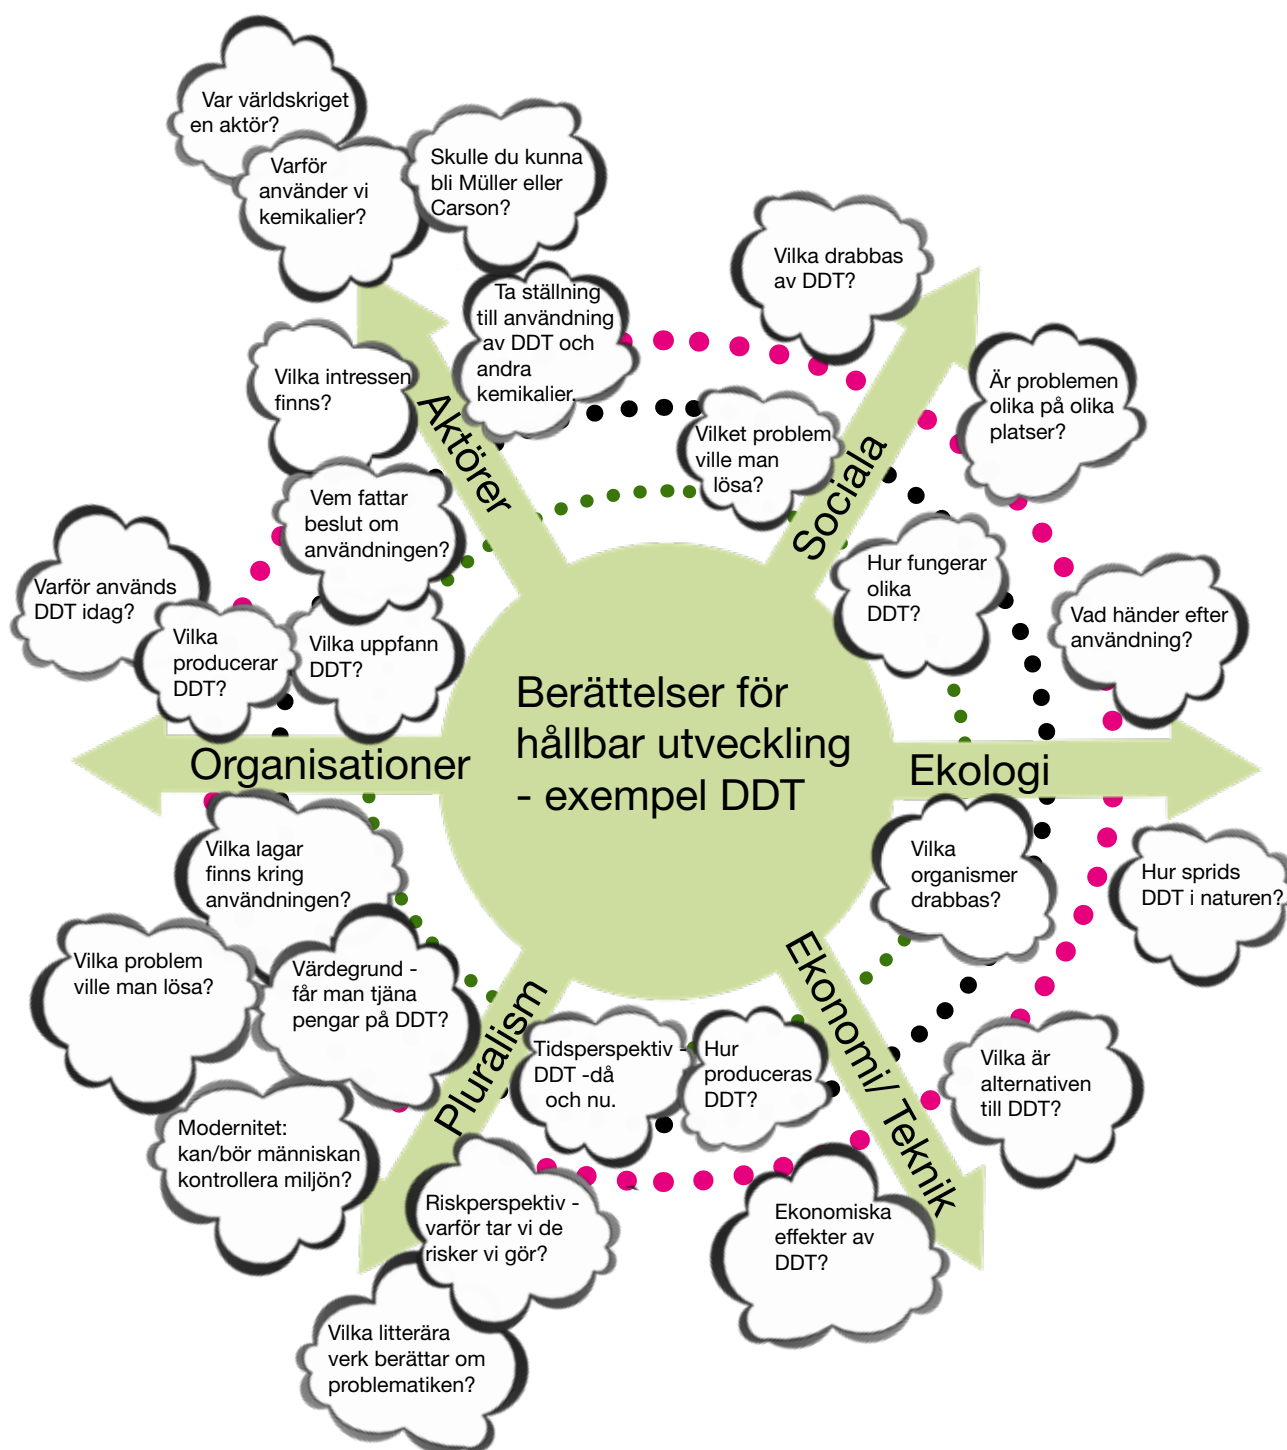 Var världskriget
en aktör?
Varför
använder vi
kemikalier?
Skulle du kunna
bli Müller eller
Carson?
Ta ställning
till användning
av DDT och
andra
kemikalier.
Vilka drabbas
av DDT?
Vilka intressen
finns?
Aktörer
Vilket problem
ville man
lösa?
Sociala
Är problemen
olika på olika
platser?
Vem fattar
beslut om
användningen?
Hur fungerar
olika
DDT?
Varför används
DDT idag?
Vilka
producerar
DDT?
Vilka uppfann
DDT?
Vad händer efter
användning?
Berättelser för
hållbar utveckling
- exempel DDT
Organisationer
Ekologi
Vilka lagar
finns kring
användningen?
Vilka
organismer
drabbas?
Hur sprids
DDT i naturen?
Vilka problem
ville man lösa?
Värdegrund -
får man tjäna
pengar på DDT?
Pluralism
Tidsperspektiv -
DDT -då
och nu.
Hur
produceras
DDT?
Ekonomi/ Teknik
Vilka är
alternativen
till DDT?
Modernitet:
kan/bör människan
kontrollera miljön?
Riskperspektiv -
varför tar vi de
risker vi gör?
Ekonomiska
effekter av
DDT?
Vilka litterära
verk berättar om
problematiken?